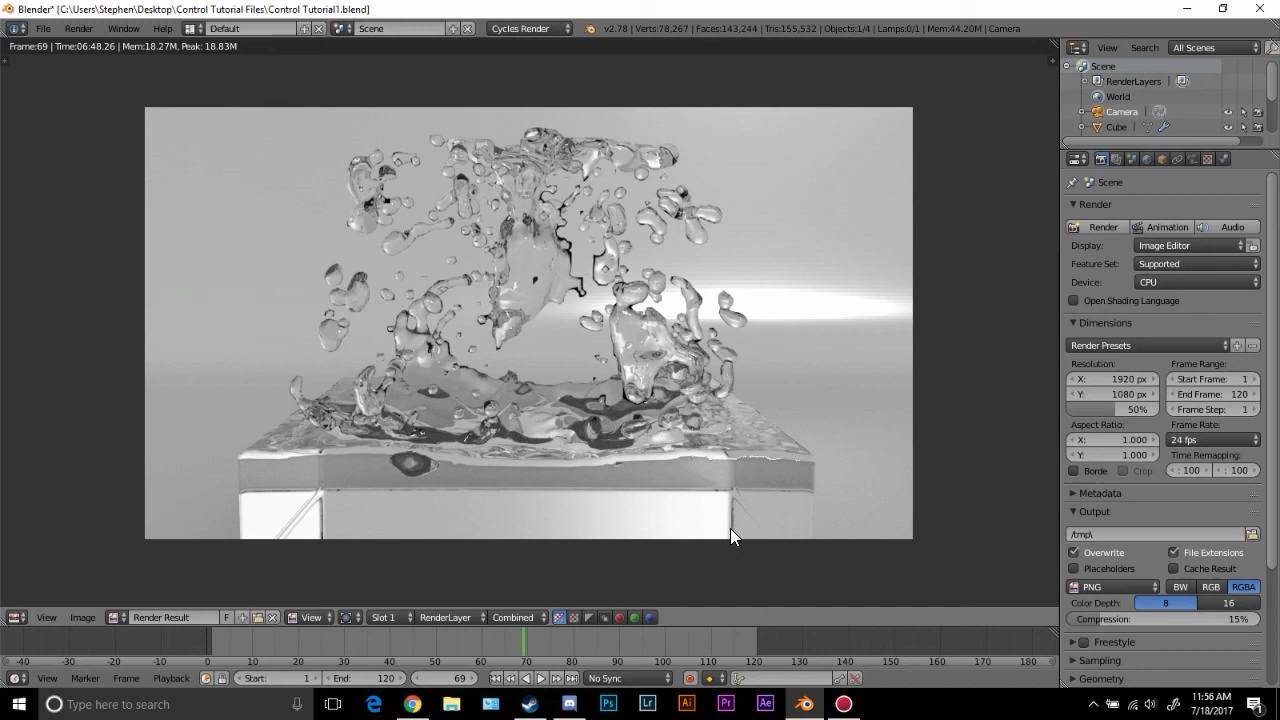 Blender* [C:\Users\Stephen\Desktop\Control Tutorial Files\Control Tutorial1.blend]
File Render Window Help Default Scene Cycles Render v2.78 | Verts:78,267 | Faces:143,244 | Tris:155,532 | Objects:1/4 | Lamps:0/1 | Mem:44.20M | Camera
Frame:69 | Time:06:48.26 | Mem:18.27M, Peak: 18.83M
View Search All Scenes
Scene
RenderLayers
World
Camera
Cube
Scene
Render
Render Animation Audio
Display: Image Editor
Feature Set: Supported
Device: CPU
Open Shading Language
Dimensions
Render Presets
Resolution: Frame Range:
X: 1920 px Start Frame: 1
Y: 1080 px End Frame: 120
50% Frame Step: 1
Aspect Ratio: Frame Rate:
X: 1.000 24 fps
Y: 1.000 Time Remapping:
Borde Crop : 100 : 100
Metadata
Output
/tmp\
Overwrite File Extensions
Placeholders Cache Result
PNG BW RGB RGBA
Color Depth: 8 16
Compression: 15%
Freestyle
Sampling
Geometry
View Image Render Result F View Slot 1 RenderLayer Combined
-40 -30 -20 -10 0 10 20 30 40 50 60 70 80 90 100 110 120 130 140 150 160 170 180
View Marker Frame Playback Start: 1 End: 120 69 No Sync
Type here to search Ps Lr Ai Pr Ae 11:56 AM
7/18/2017